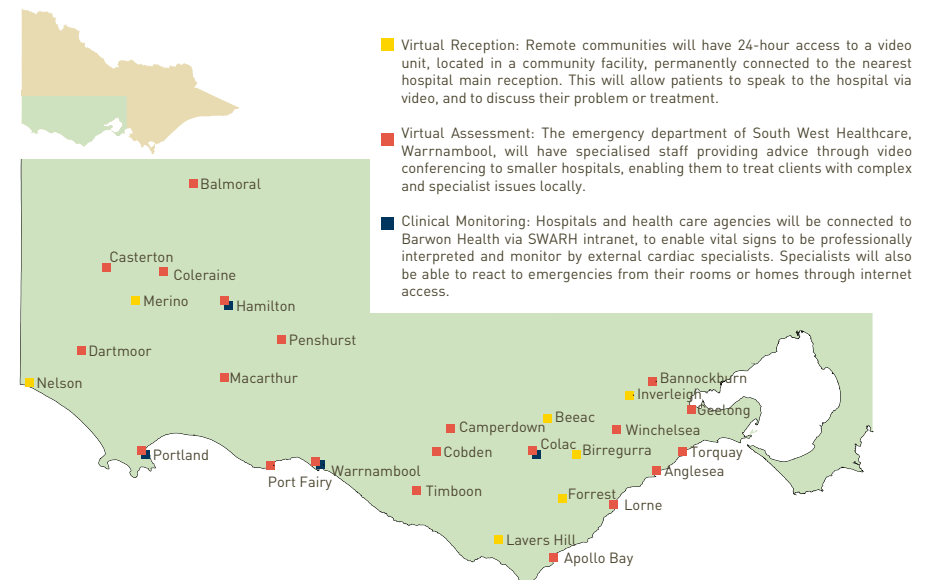 Virtual Reception: Remote communities will have 24-hour access to a video
unit, located in a community facility, permanently connected to the nearest
hospital main reception. This will allow patients to speak to the hospital via
video, and to discuss their problem or treatment.
Virtual Assessment: The emergency department of South West Healthcare,
Warrnambool, will have specialised staff providing advice through video
conferencing to smaller hospitals, enabling them to treat clients with complex
and specialist issues locally.
Clinical Monitoring: Hospitals and health care agencies will be connected to
Barwon Health via SWARH intranet, to enable vital signs to be professionally
interpreted and monitor by external cardiac specialists. Specialists will also
be able to react to emergencies from their rooms or homes through internet
access.
Balmoral
Casterton
Coleraine
Merino
Hamilton
Penshurst
Dartmoor
Macarthur
Nelson
Bannockburn
Inverleigh
Geelong
Beeac
Camperdown
Winchelsea
Colac
Birregurra
Cobden
Torquay
Portland
Warrnambool
Anglesea
Port Fairy
Timboon
Forrest
Lorne
Lavers Hill
Apollo Bay